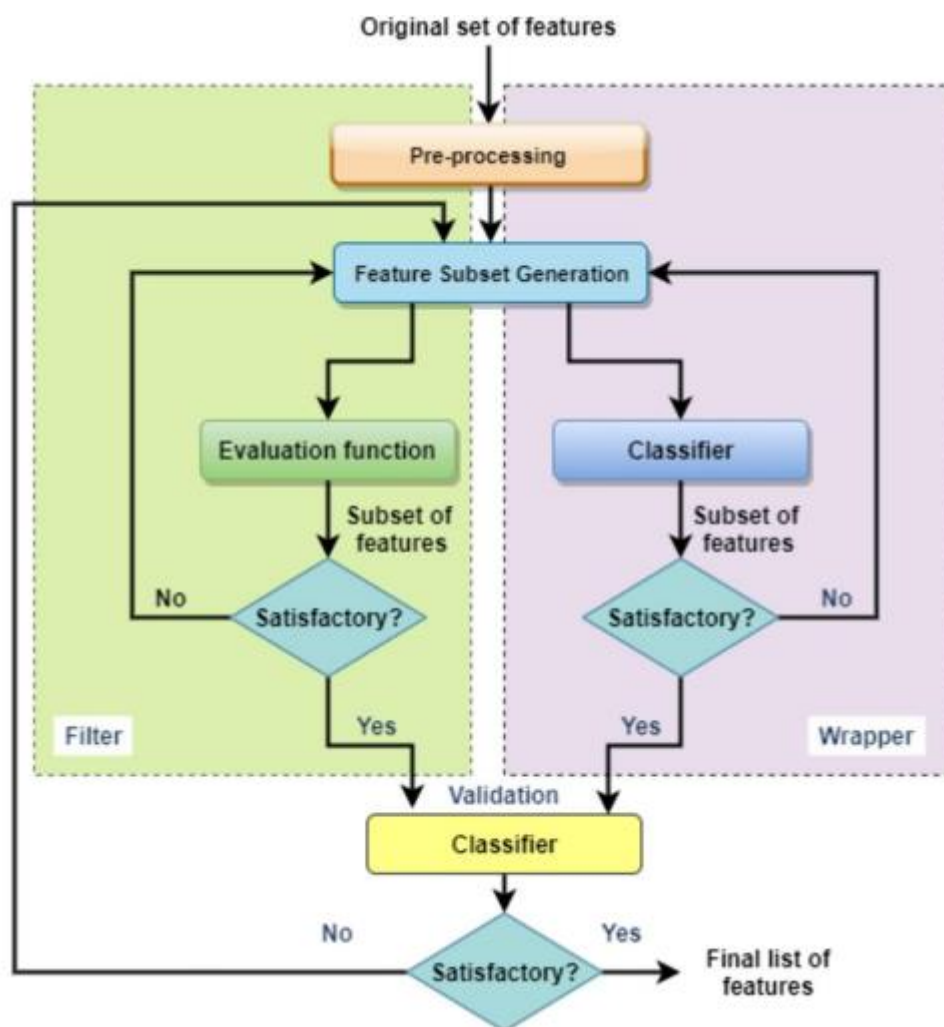 Original set of features
Pre-processing
Feature Subset Generation
Evaluation function
Classifier
Subset of
features
Subset of
features
No
Satisfactory?
Satisfactory?
No
Filter
Yes
Yes
Wrapper
Validation
Classifier
No
Yes
Satisfactory?
Final list of
features